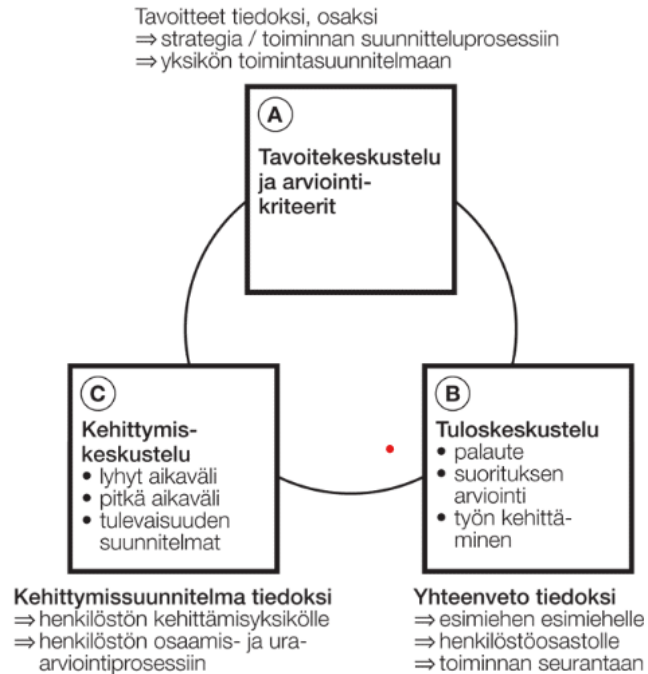 Tavoitteet tiedoksi, osaksi
⇒ strategia / toiminnan suunnitteluprosessiin
⇒ yksikön toimintasuunnitelmaan
A
Tavoitekeskustelu
ja arviointi-
kriteerit
C
Kehittymis-
keskustelu
• lyhyt aikaväli
• pitkä aikaväli
• tulevaisuuden
suunnitelmat
B
Tuloskeskustelu
• palaute
• suorituksen
arviointi
• työn kehittä-
minen
Kehittymissuunnitelma tiedoksi
⇒ henkilöstön kehittämisyksikölle
⇒ henkilöstön osaamis- ja ura-
arviointiprosessiin
Yhteenveto tiedoksi
⇒ esimiehen esimiehelle
⇒ henkilöstöosastolle
⇒ toiminnan seurantaan